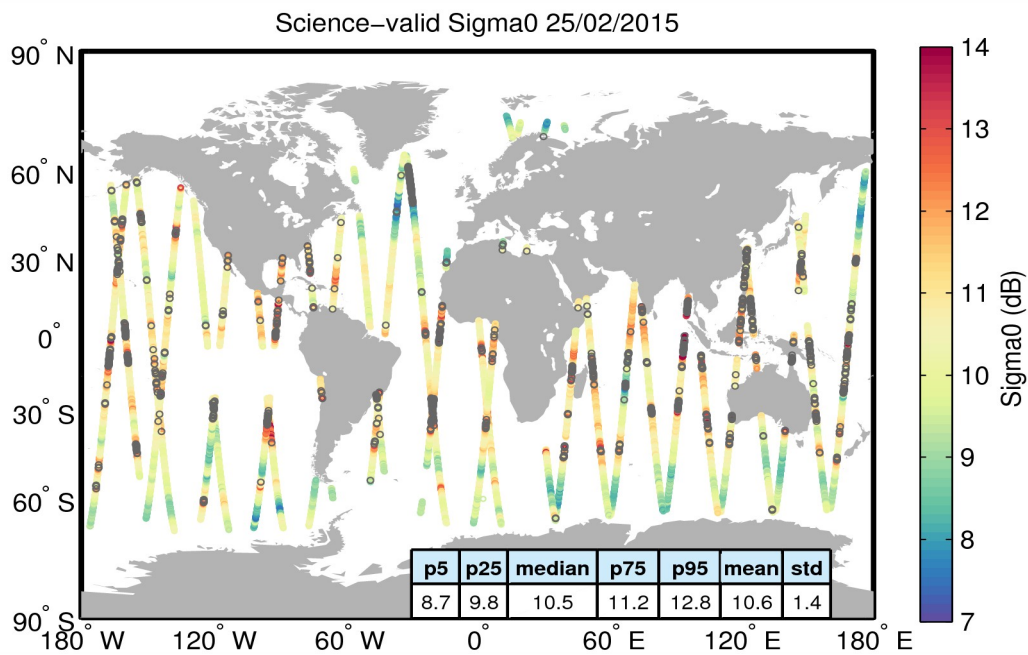 Science−valid Sigma0 25/02/2015
90° N
60° N
30° N
0°
30° S
60° S
90° S
180° W
120° W
60° W
0°
60° E
120° E
180° E
p5 p25 median p75 p95 mean std
8.7 9.8 10.5 11.2 12.8 10.6 1.4
14
13
12
11
10
9
8
7
Sigma0 (dB)